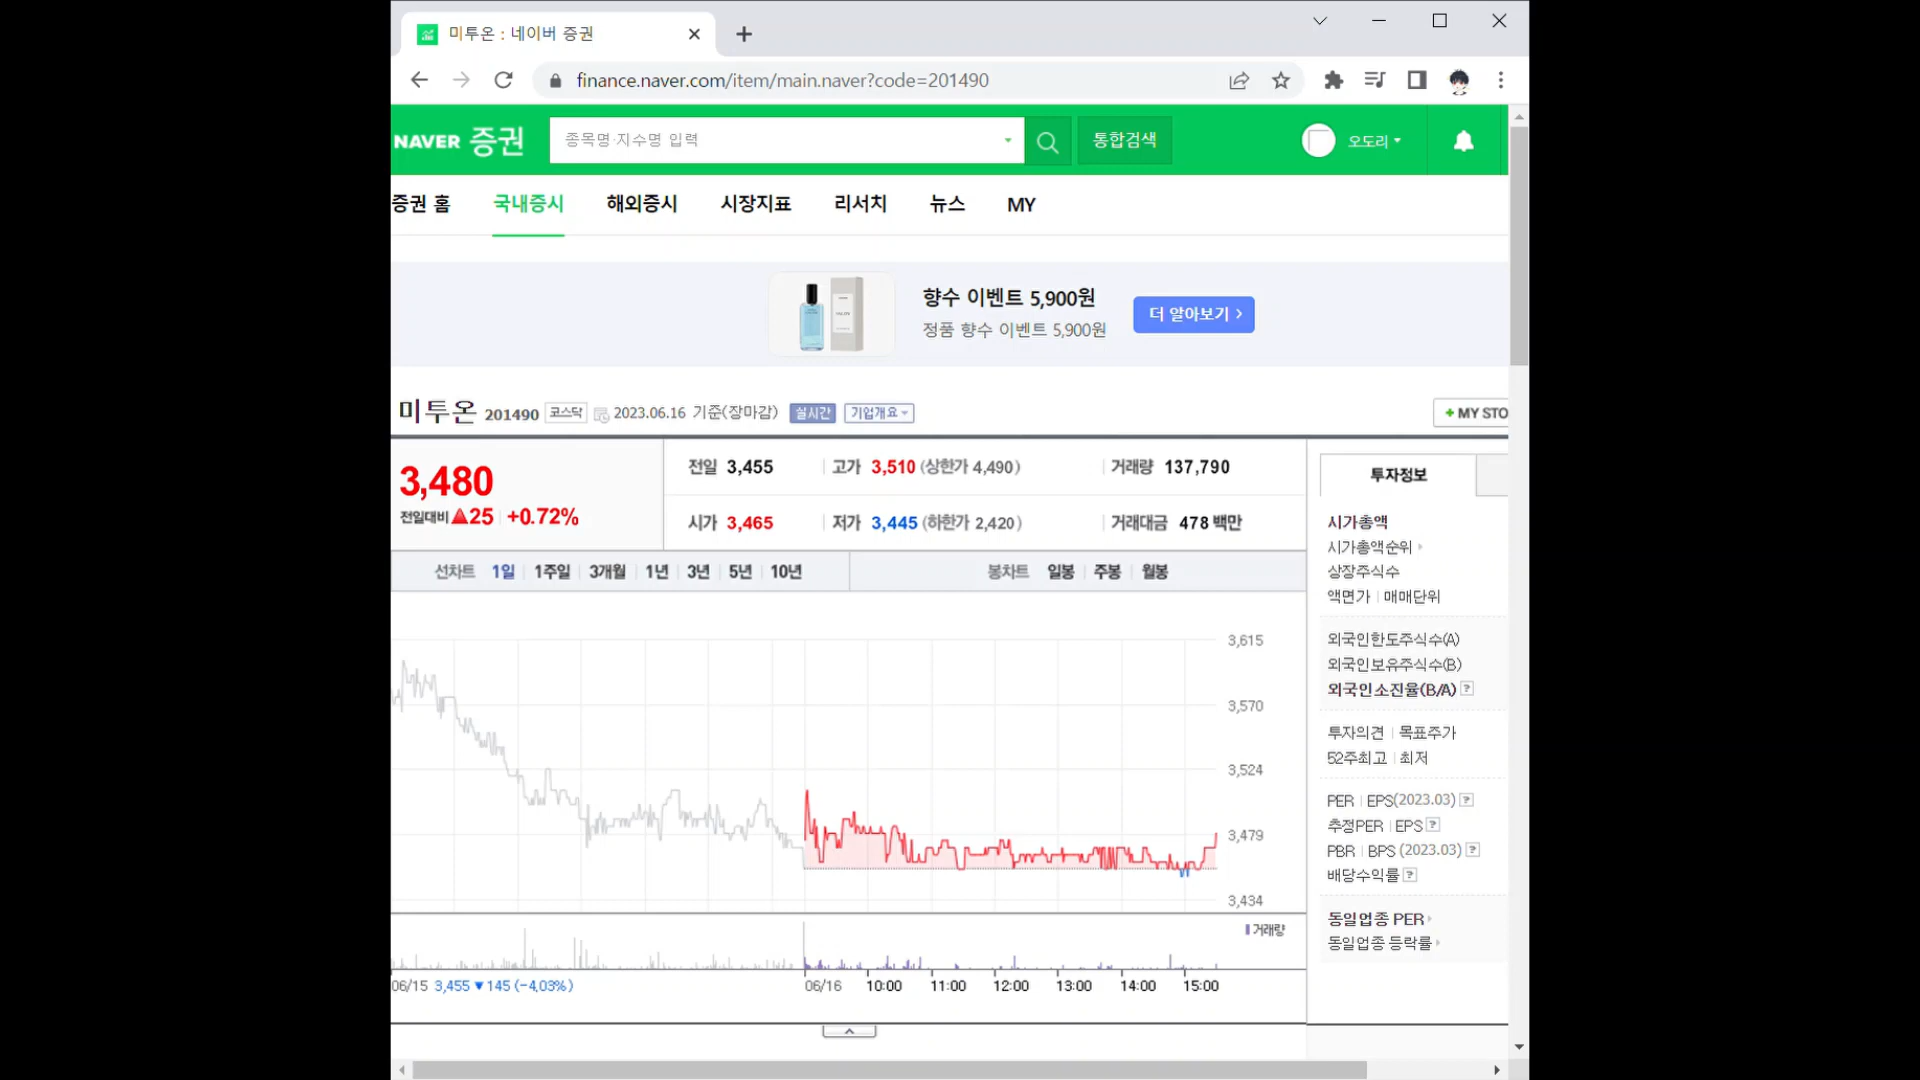 미투온 : 네이버 증권
finance.naver.com/item/main.naver?code=201490
NAVER 증권
종목명·지수명 입력
통합검색
오도리
증권 홈 국내증시 해외증시 시장지표 리서치 뉴스 MY
향수 이벤트 5,900원
정품 향수 이벤트 5,900원
더 알아보기 >
미투온 201490 코스닥 2023.06.16 기준(장마감) 실시간 기업개요
+ MY STO
3,480
전일대비 ▲25 +0.72%
전일 3,455 고가 3,510 (상한가 4,490) 거래량 137,790
시가 3,465 저가 3,445 (하한가 2,420) 거래대금 478 백만
선차트 1일 1주일 3개월 1년 3년 5년 10년 봉차트 일봉 주봉 월봉
3,615
3,570
3,524
3,479
3,434
거래량
06/15 3,455 ▼145 (-4.03%) 06/16 10:00 11:00 12:00 13:00 14:00 15:00
투자정보
시가총액
시가총액순위
상장주식수
액면가 | 매매단위
외국인한도주식수(A)
외국인보유주식수(B)
외국인소진율(B/A) ?
투자의견 | 목표주가
52주최고 | 최저
PER | EPS(2023.03) ?
추정PER | EPS ?
PBR | BPS (2023.03) ?
배당수익률 ?
동일업종 PER
동일업종 등락률